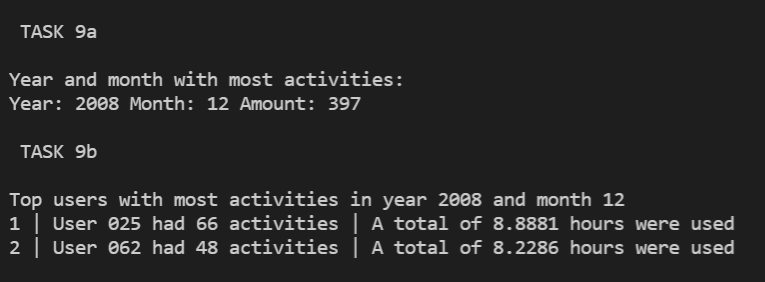 TASK 9a
Year and month with most activities:
Year: 2008 Month: 12 Amount: 397
TASK 9b
Top users with most activities in year 2008 and month 12
1 | User 025 had 66 activities | A total of 8.8881 hours were used
2 | User 062 had 48 activities | A total of 8.2286 hours were used